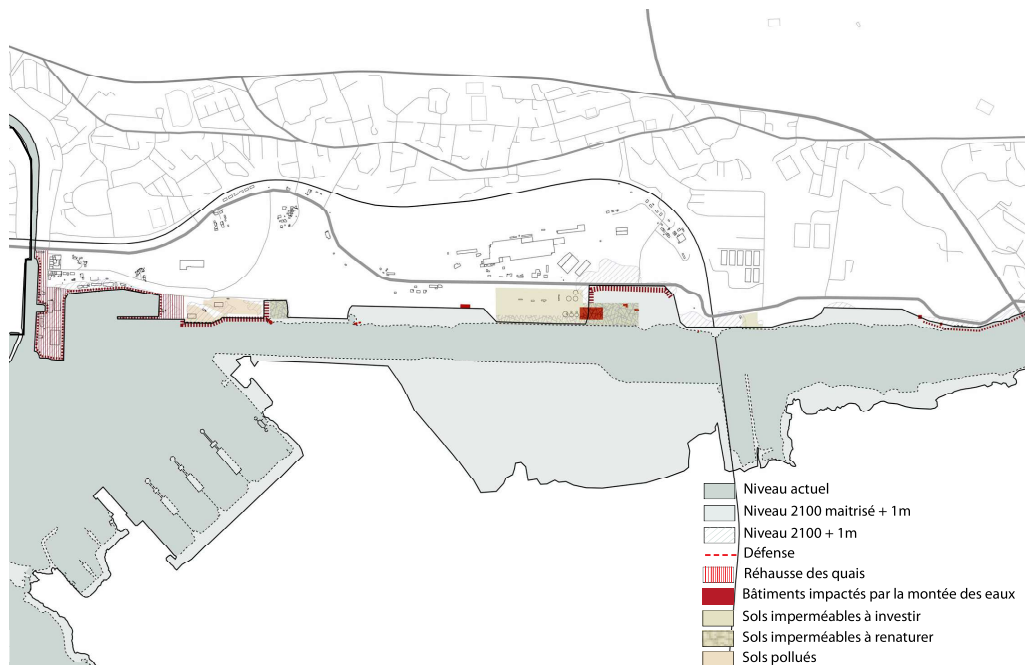 Niveau actuel
Niveau 2100 maitrisé + 1m
Niveau 2100 + 1m
Défense
Réhausse des quais
Bâtiments impactés par la montée des eaux
Sols imperméables à investir
Sols imperméables à renaturer
Sols pollués